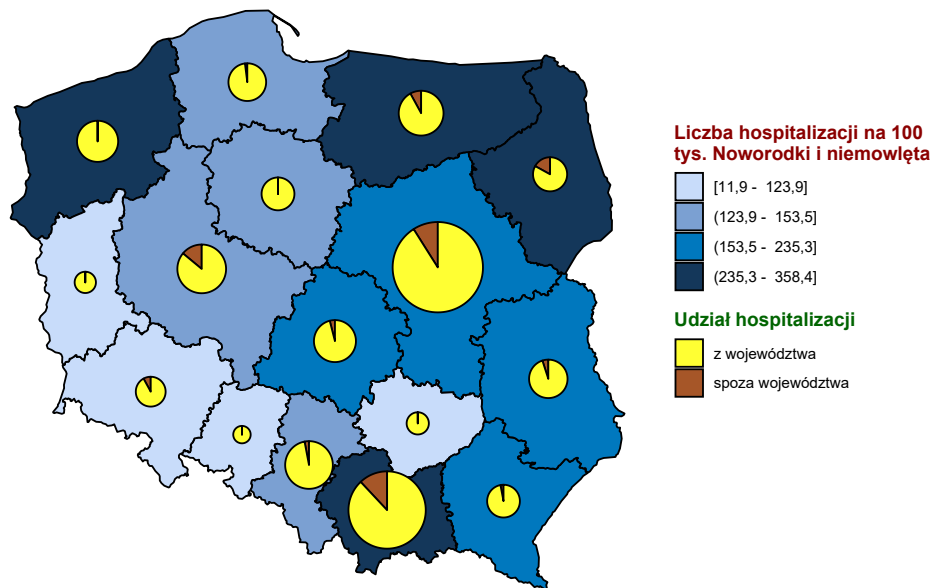 Liczba hospitalizacji na 100
tys. Noworodki i niemowlęta
[11,9 - 123,9]
(123,9 - 153,5]
(153,5 - 235,3]
(235,3 - 358,4]
Udział hospitalizacji
z województwa
spoza województwa